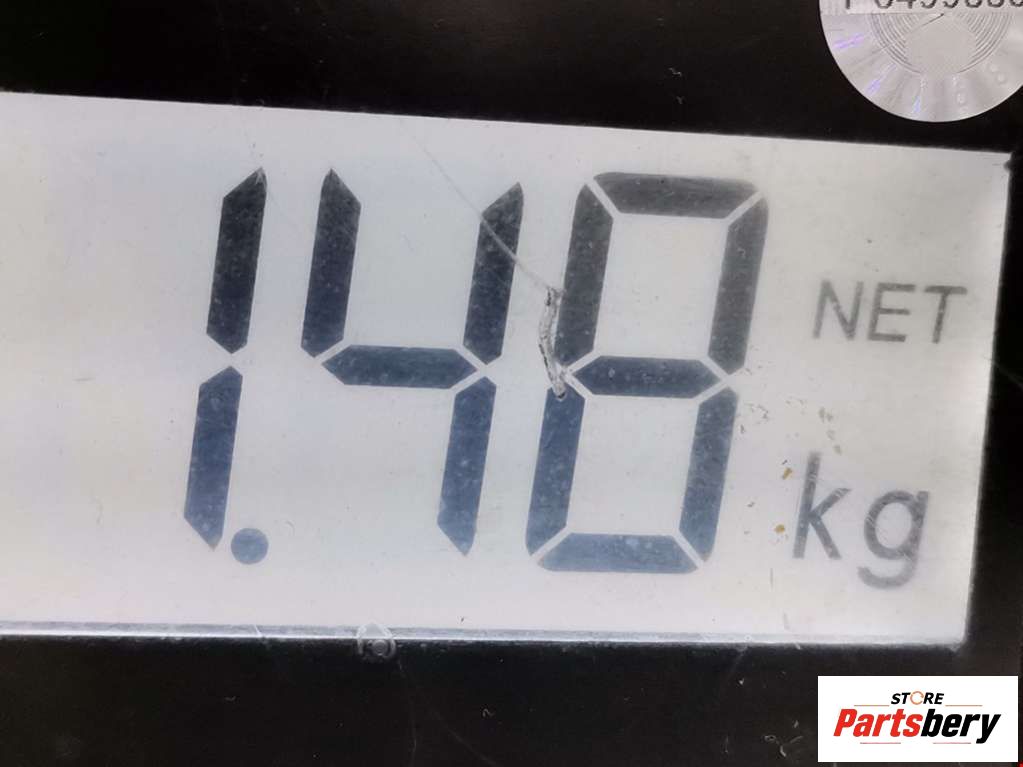 1.48
NET
kg
STORE
Partsbery